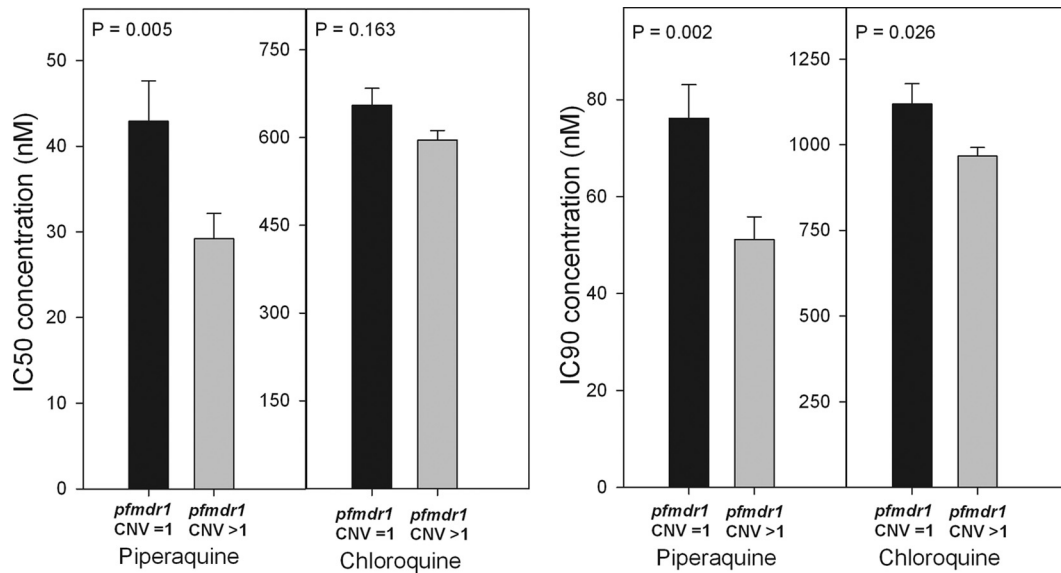 P = 0.005
P = 0.163
50
40
30
20
10
0
IC50 concentration (nM)
750
600
450
300
150
pfmdr1 pfmdr1
CNV =1 CNV >1
Piperaquine
pfmdr1 pfmdr1
CNV =1 CNV >1
Chloroquine
P = 0.002
P = 0.026
80
60
40
20
0
IC90 concentration (nM)
1250
1000
750
500
250
pfmdr1 pfmdr1
CNV =1 CNV >1
Piperaquine
pfmdr1 pfmdr1
CNV =1 CNV >1
Chloroquine